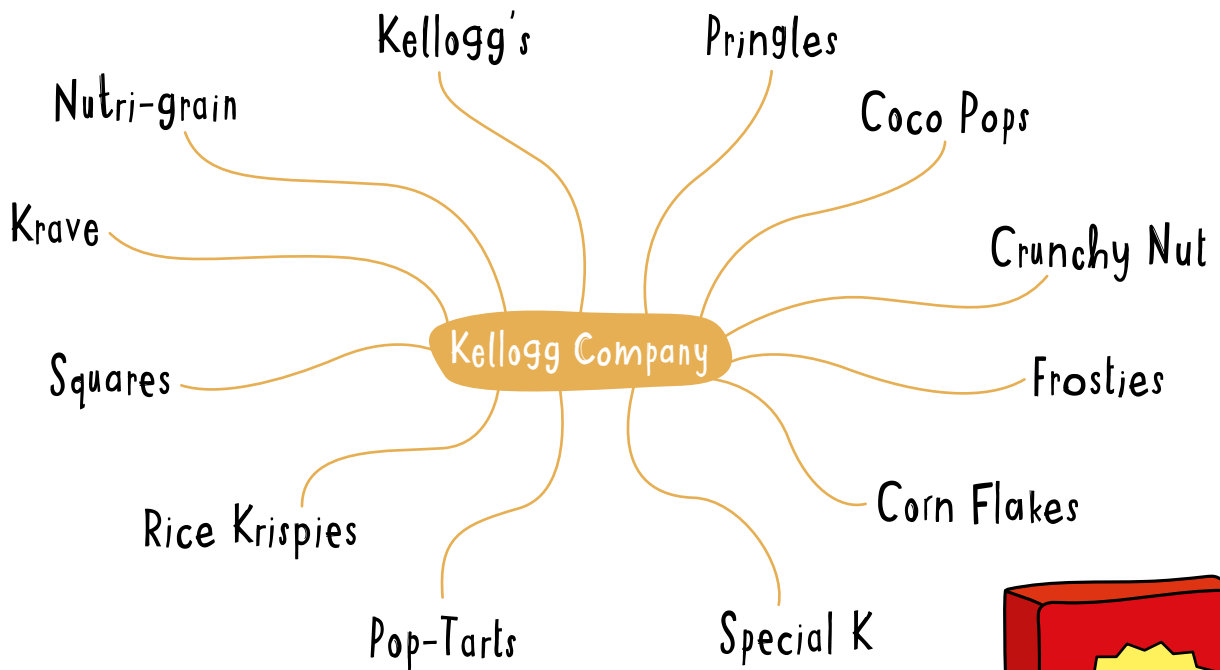 Kellogg's
Pringles
Nutri-grain
Coco Pops
Krave
Crunchy Nut
Kellogg Company
Squares
Frosties
Rice Krispies
Corn Flakes
Pop-Tarts
Special K